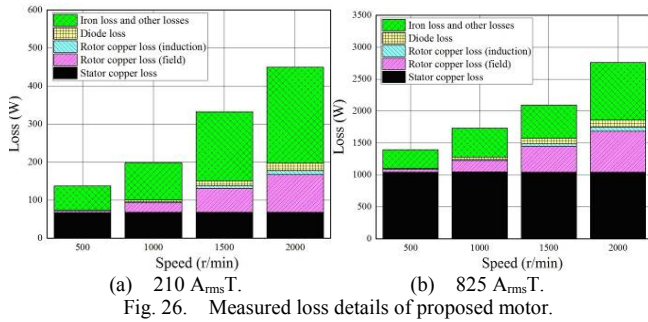 600
500
400
300
200
100
0
Loss (W)
Iron loss and other losses
Diode loss
Rotor copper loss (induction)
Rotor copper loss (field)
Stator copper loss
500 1000 1500 2000
Speed (r/min)
(a) 210 ArmsT.
3500
3000
2500
2000
1500
1000
500
0
Loss (W)
Iron loss and other losses
Diode loss
Rotor copper loss (induction)
Rotor copper loss (field)
Stator copper loss
500 1000 1500 2000
Speed (r/min)
(b) 825 ArmsT.
Fig. 26. Measured loss details of proposed motor.